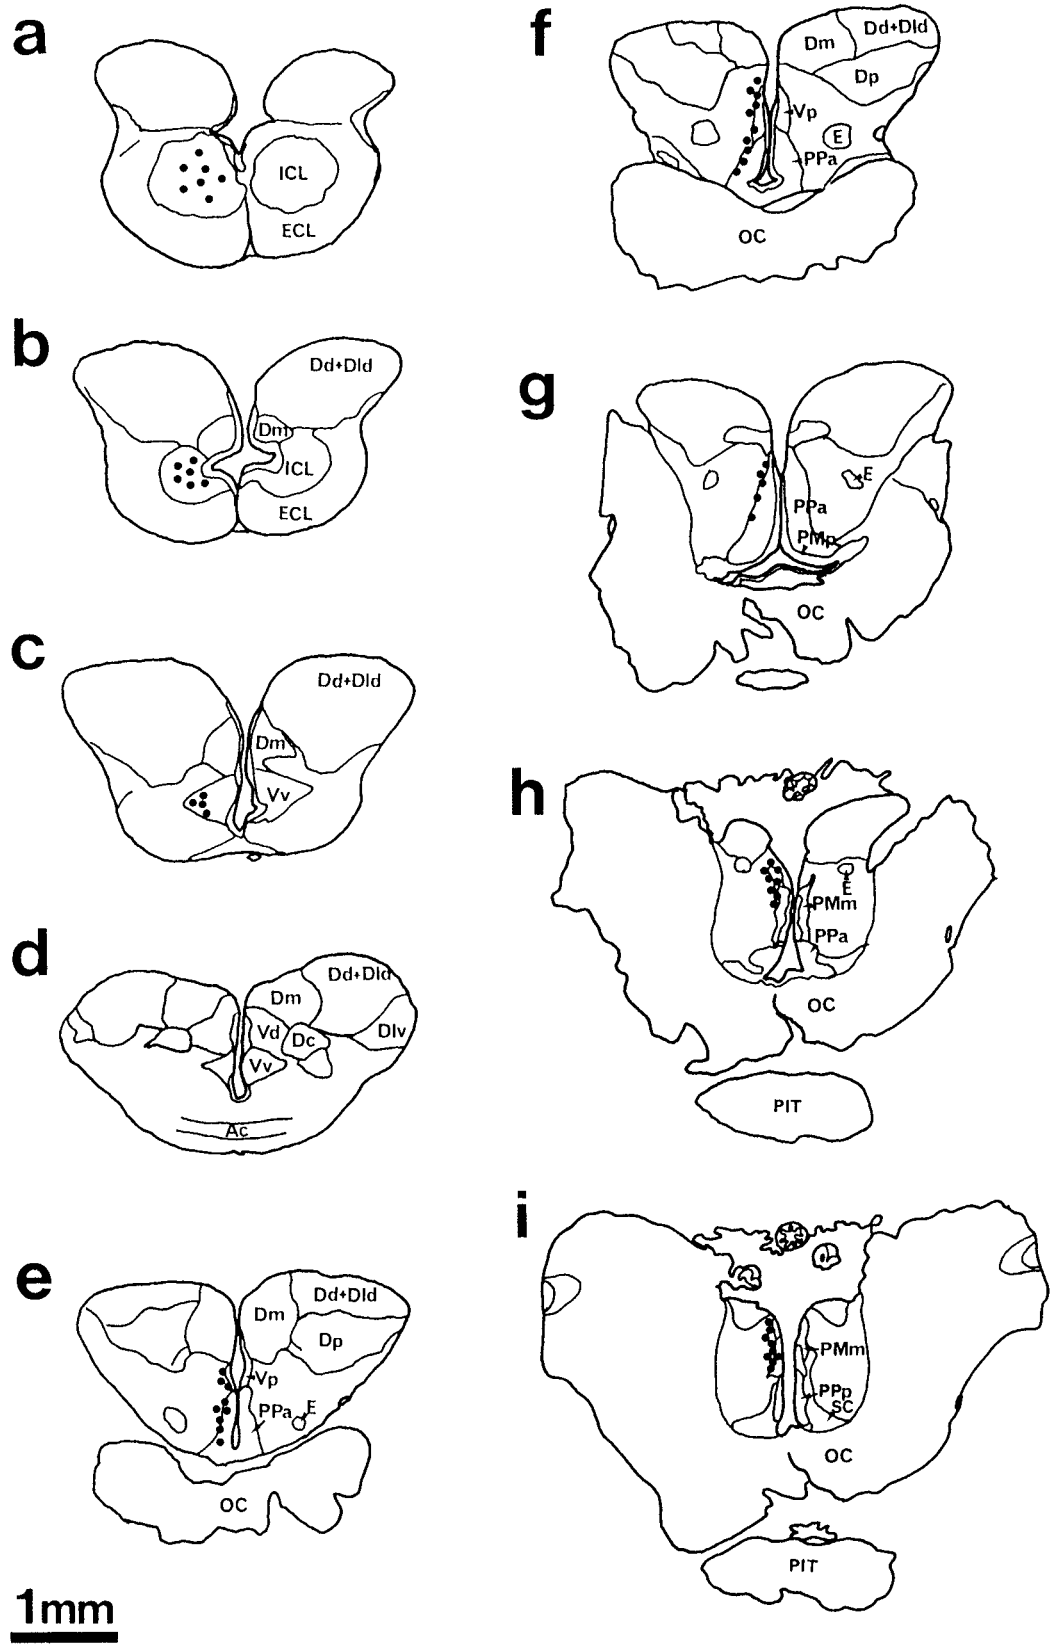 a
ICL
ECL
b
Dd+Dld
Dm
ICL
ECL
c
Dd+Dld
Dm
Vv
d
Dd+Dld
Dm
Vd
Dc
Dlv
Vv
Ac
e
Dd+Dld
Dm
Dp
Vp
PPa
E
OC
1mm
f
Dm
Dd+Dld
Dp
Vp
E
PPa
OC
g
E
PPa
PMp
OC
h
E
PMm
PPa
OC
PIT
i
PMm
PPp
SC
OC
PIT